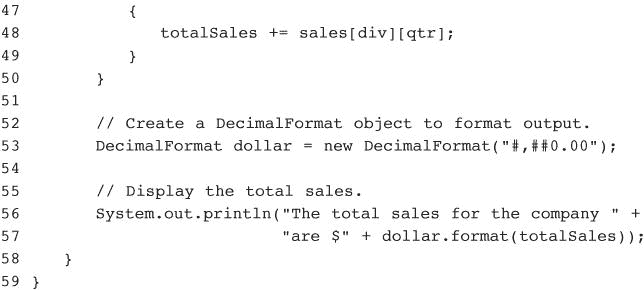 47             {
48                totalSales += sales[div][qtr];
49             }
50          }
51
52          // Create a DecimalFormat object to format output.
53          DecimalFormat dollar = new DecimalFormat("#,##0.00");
54
55          // Display the total sales.
56          System.out.println("The total sales for the company " +
57                             "are $" + dollar.format(totalSales));
58       }
59 }